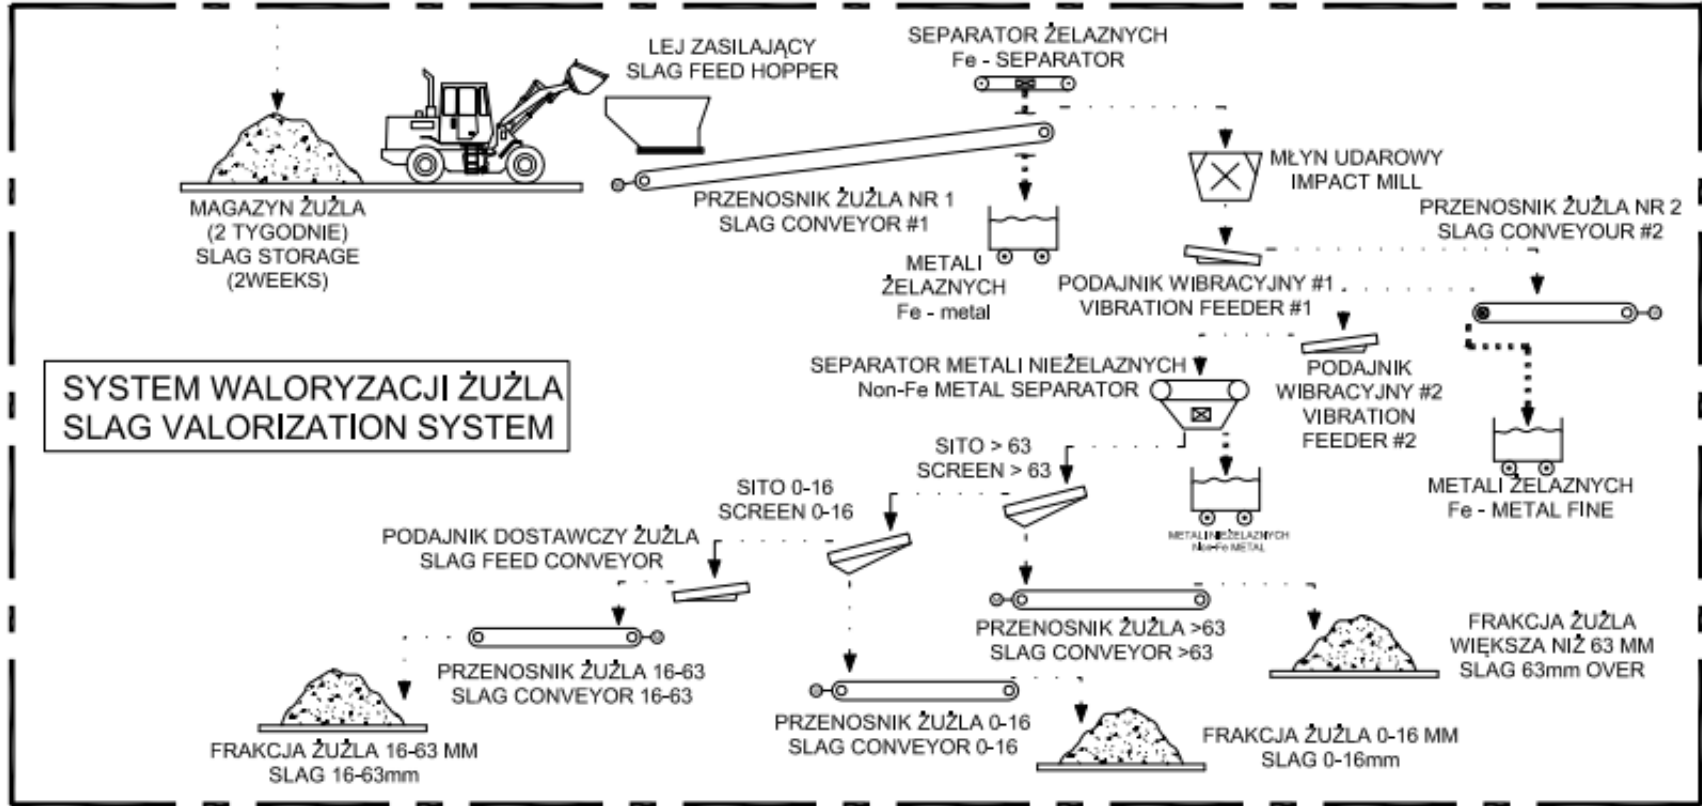 SEPARATOR ŻELAZNYCH
Fe - SEPARATOR
LEJ ZASILAJĄCY
SLAG FEED HOPPER
MŁYN UDAROWY
IMPACT MILL
MAGAZYN ŻUŻLA
(2 TYGODNIE)
SLAG STORAGE
(2WEEKS)
PRZENOSNIK ŻUŻLA NR 1
SLAG CONVEYOR #1
PRZENOSNIK ŻUŻLA NR 2
SLAG CONVEYOUR #2
METALI
ŻELAZNYCH
Fe - metal
PODAJNIK WIBRACYJNY #1
VIBRATION FEEDER #1
SYSTEM WALORYZACJI ŻUŻLA
SLAG VALORIZATION SYSTEM
SEPARATOR METALI NIEŻELAZNYCH
Non-Fe METAL SEPARATOR
PODAJNIK
WIBRACYJNY #2
VIBRATION
FEEDER #2
SITO > 63
SCREEN > 63
SITO 0-16
SCREEN 0-16
METALI ŻELAZNYCH
Fe - METAL FINE
METALI NIEŻELAZNYCH
Non-Fe METAL
PODAJNIK DOSTAWCZY ŻUŻLA
SLAG FEED CONVEYOR
PRZENOSNIK ŻUŻLA >63
SLAG CONVEYOR >63
FRAKCJA ŻUŻLA
WIĘKSZA NIŻ 63 MM
SLAG 63mm OVER
PRZENOSNIK ŻUŻLA 16-63
SLAG CONVEYOR 16-63
PRZENOSNIK ŻUŻLA 0-16
SLAG CONVEYOR 0-16
FRAKCJA ŻUŻLA 16-63 MM
SLAG 16-63mm
FRAKCJA ŻUŻLA 0-16 MM
SLAG 0-16mm